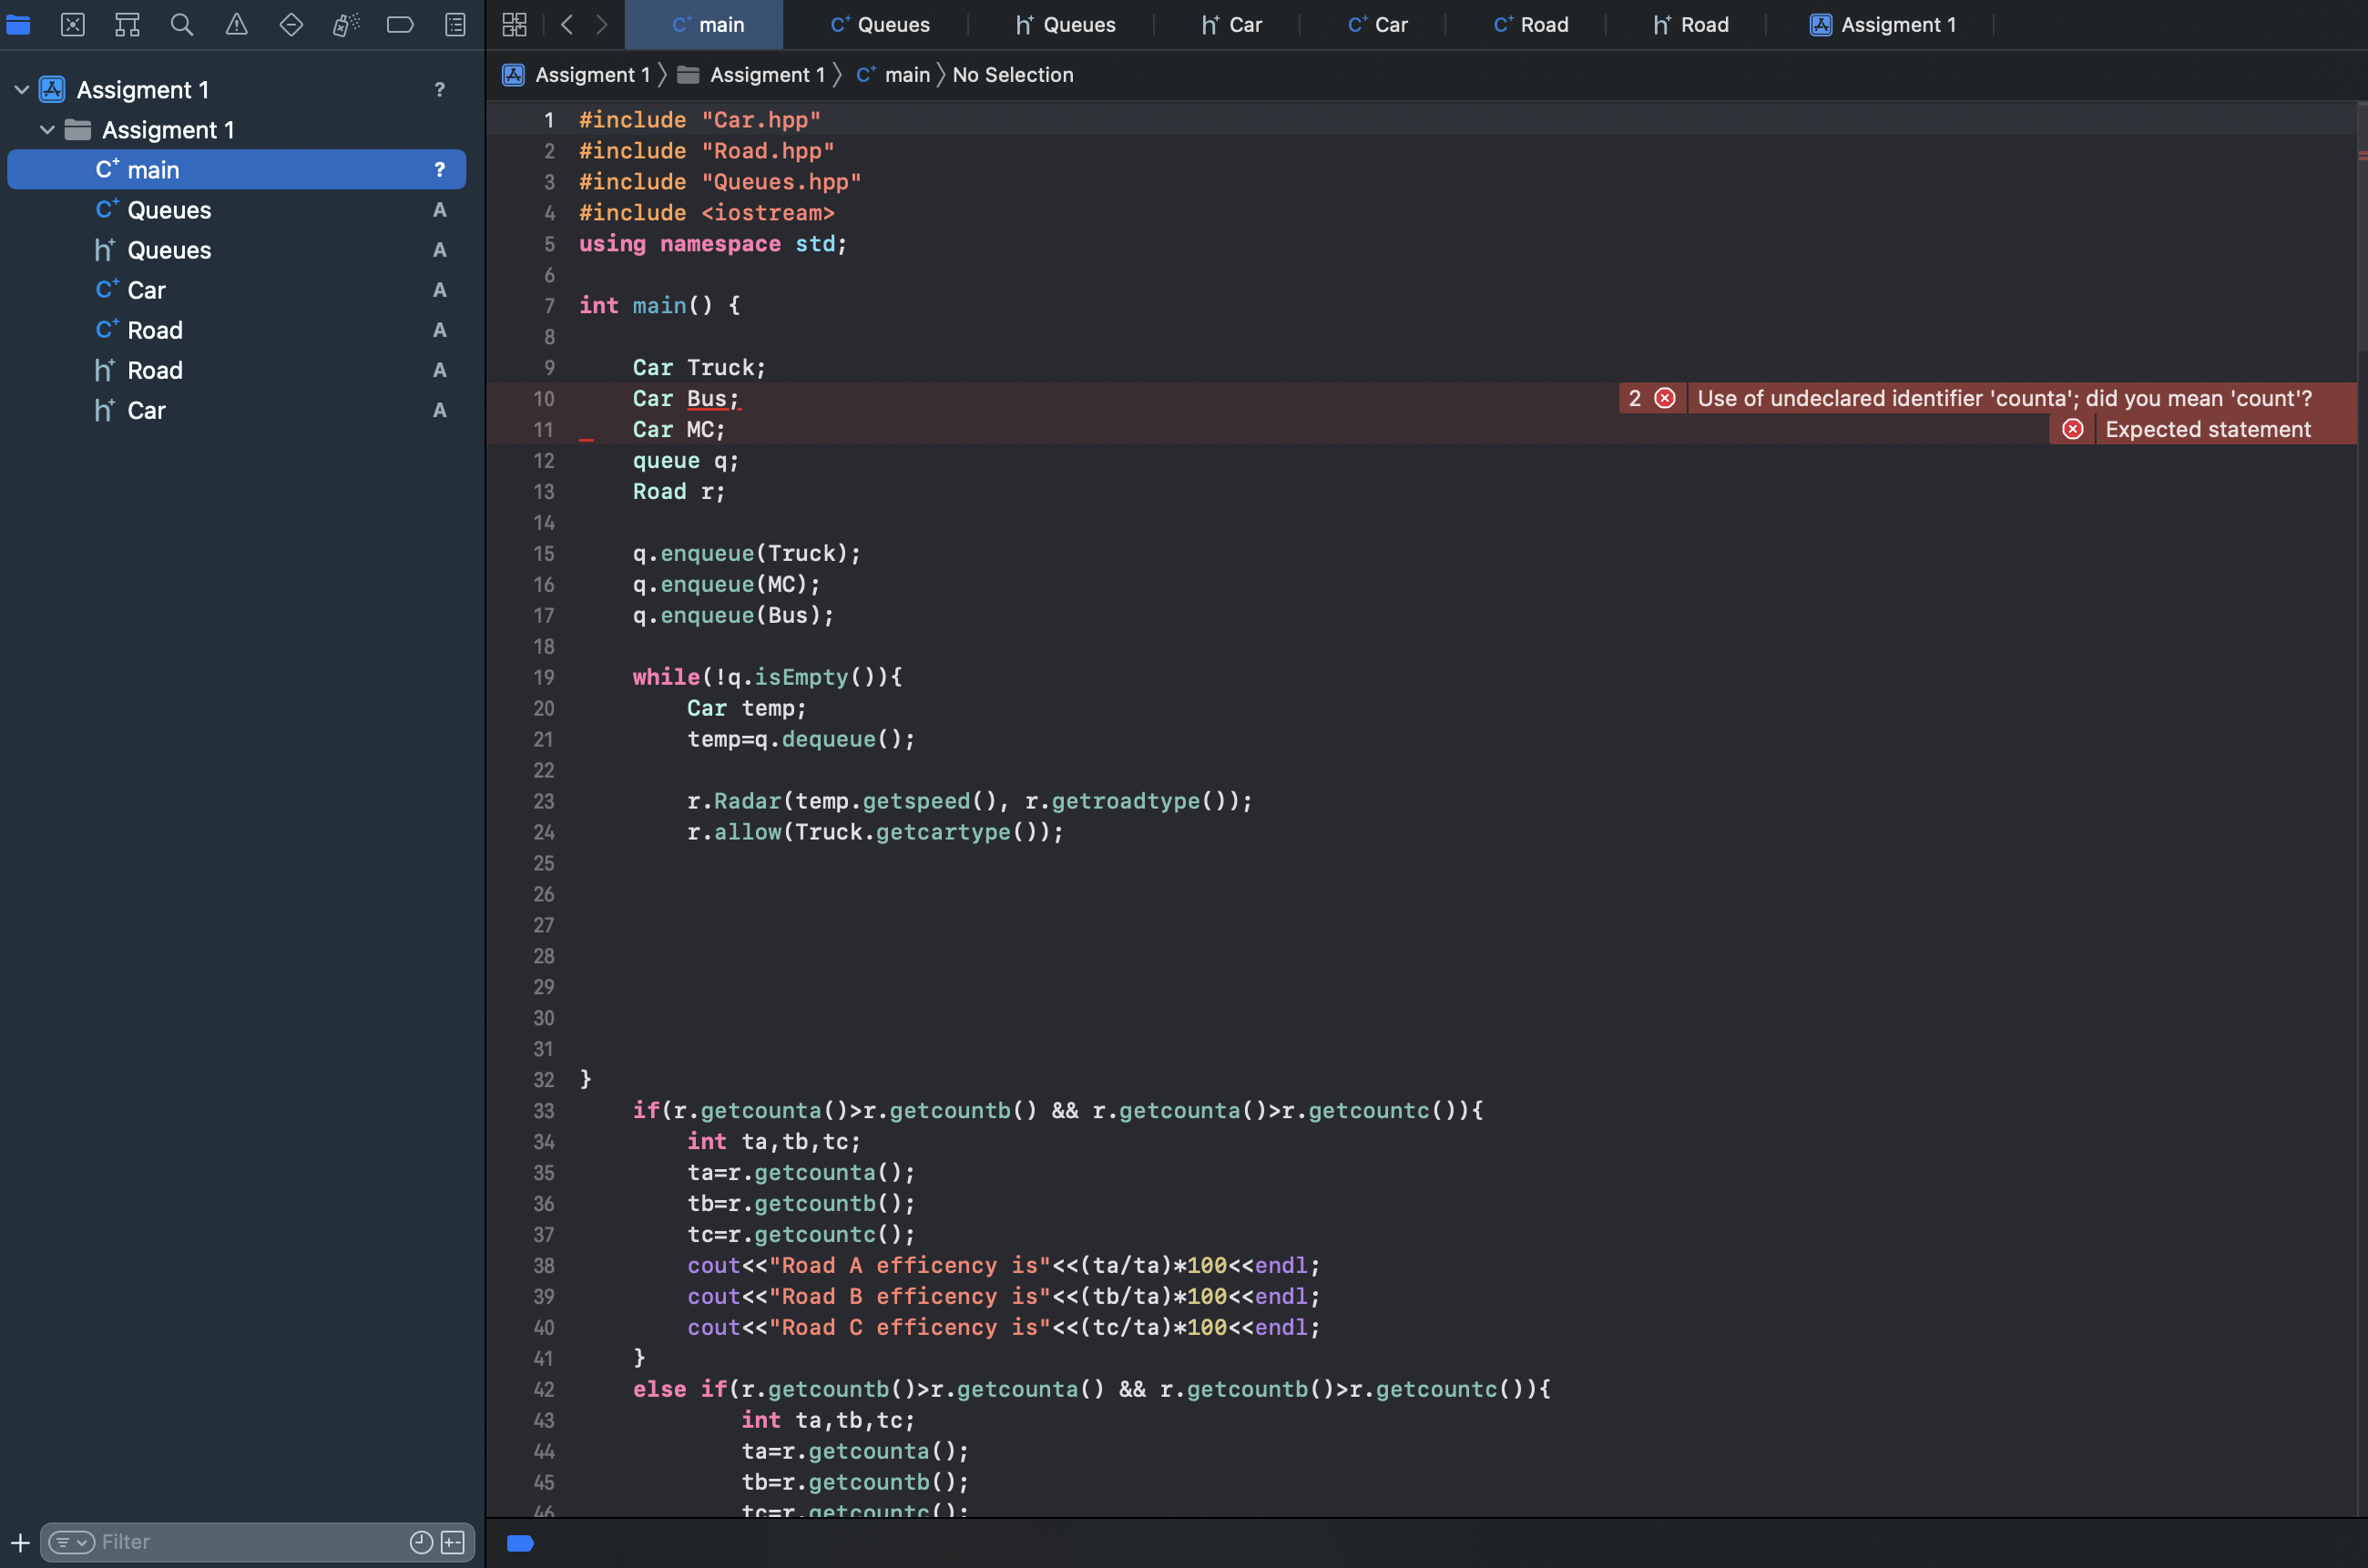 main
Queues
Queues
Car
Car
Road
Road
Assigment 1
Assigment 1
Assigment 1
main
No Selection
Assigment 1 ?
Assigment 1
main ?
Queues A
Queues A
Car A
Road A
Road A
Car A
1 #include "Car.hpp"
2 #include "Road.hpp"
3 #include "Queues.hpp"
4 #include <iostream>
5 using namespace std;
6
7 int main() {
8
9     Car Truck;
10     Car Bus; 2 Use of undeclared identifier 'counta'; did you mean 'count'?
11     Car MC; Expected statement
12     queue q;
13     Road r;
14
15     q.enqueue(Truck);
16     q.enqueue(MC);
17     q.enqueue(Bus);
18
19     while(!q.isEmpty()){
20         Car temp;
21         temp=q.dequeue();
22
23         r.Radar(temp.getspeed(), r.getroadtype());
24         r.allow(Truck.getcartype());
25
26
27
28
29
30
31
32 }
33     if(r.getcounta()>r.getcountb() && r.getcounta()>r.getcountc()){
34         int ta,tb,tc;
35         ta=r.getcounta();
36         tb=r.getcountb();
37         tc=r.getcountc();
38         cout<<"Road A efficency is"<<(ta/ta)*100<<endl;
39         cout<<"Road B efficency is"<<(tb/ta)*100<<endl;
40         cout<<"Road C efficency is"<<(tc/ta)*100<<endl;
41     }
42     else if(r.getcountb()>r.getcounta() && r.getcountb()>r.getcountc()){
43             int ta,tb,tc;
44             ta=r.getcounta();
45             tb=r.getcountb();
46             tc=r.getcountc();
Filter